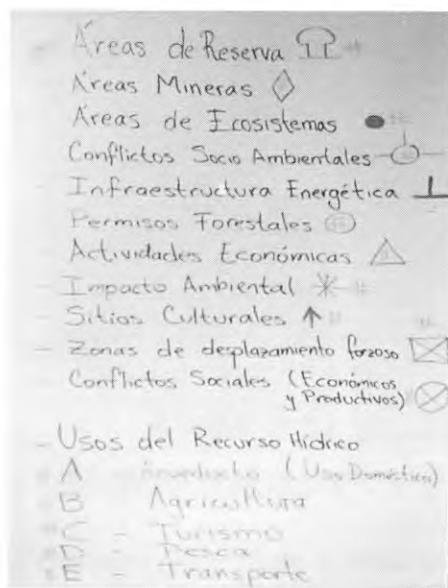 - Áreas de Reserva
Áreas Mineras
Áreas de Ecosistemas
Conflictos Socio Ambientales
- Infraestructura Energética
Permisos Forestales
Actividades Económicas
- Impacto Ambiental
- Sitios Culturales
- Zonas de desplazamiento forzoso
Conflictos Sociales (Económicos
y Productivos)
- Usos del Recurso Hídrico
A - Acueducto (Uso Doméstico)
B Agricultura
C - Turismo
D - Pesca
E - Transporte